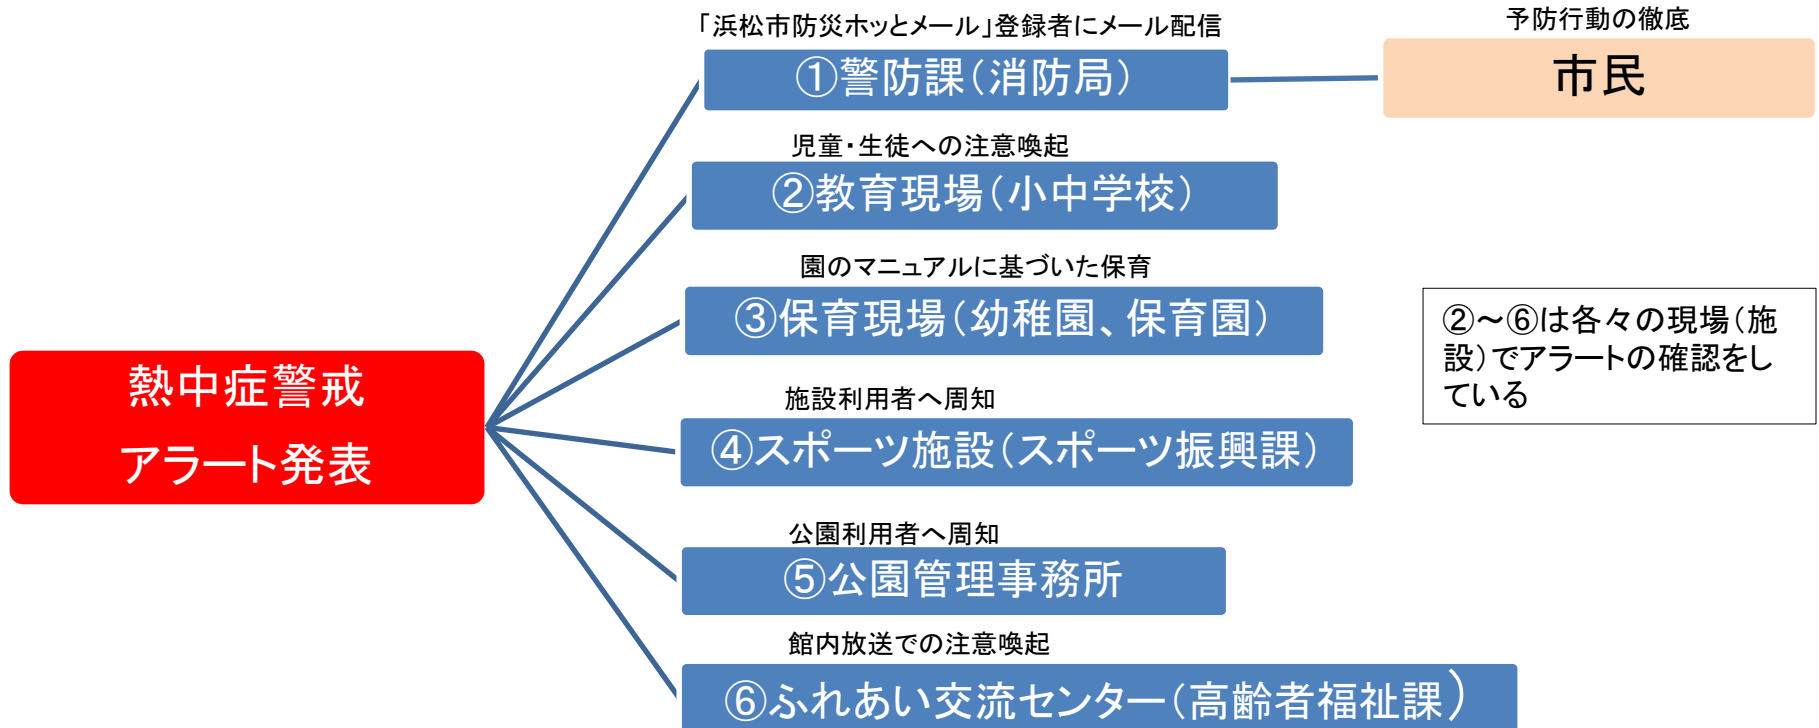 「浜松市防災ホッとメール」登録者にメール配信
①警防課(消防局)
予防行動の徹底
市民
児童・生徒への注意喚起
②教育現場(小中学校)
園のマニュアルに基づいた保育
③保育現場(幼稚園、保育園)
②～⑥は各々の現場(施
設)でアラートの確認をし
ている
熱中症警戒
アラート発表
施設利用者へ周知
④スポーツ施設(スポーツ振興課)
公園利用者へ周知
⑤公園管理事務所
館内放送での注意喚起
⑥ふれあい交流センター(高齢者福祉課)